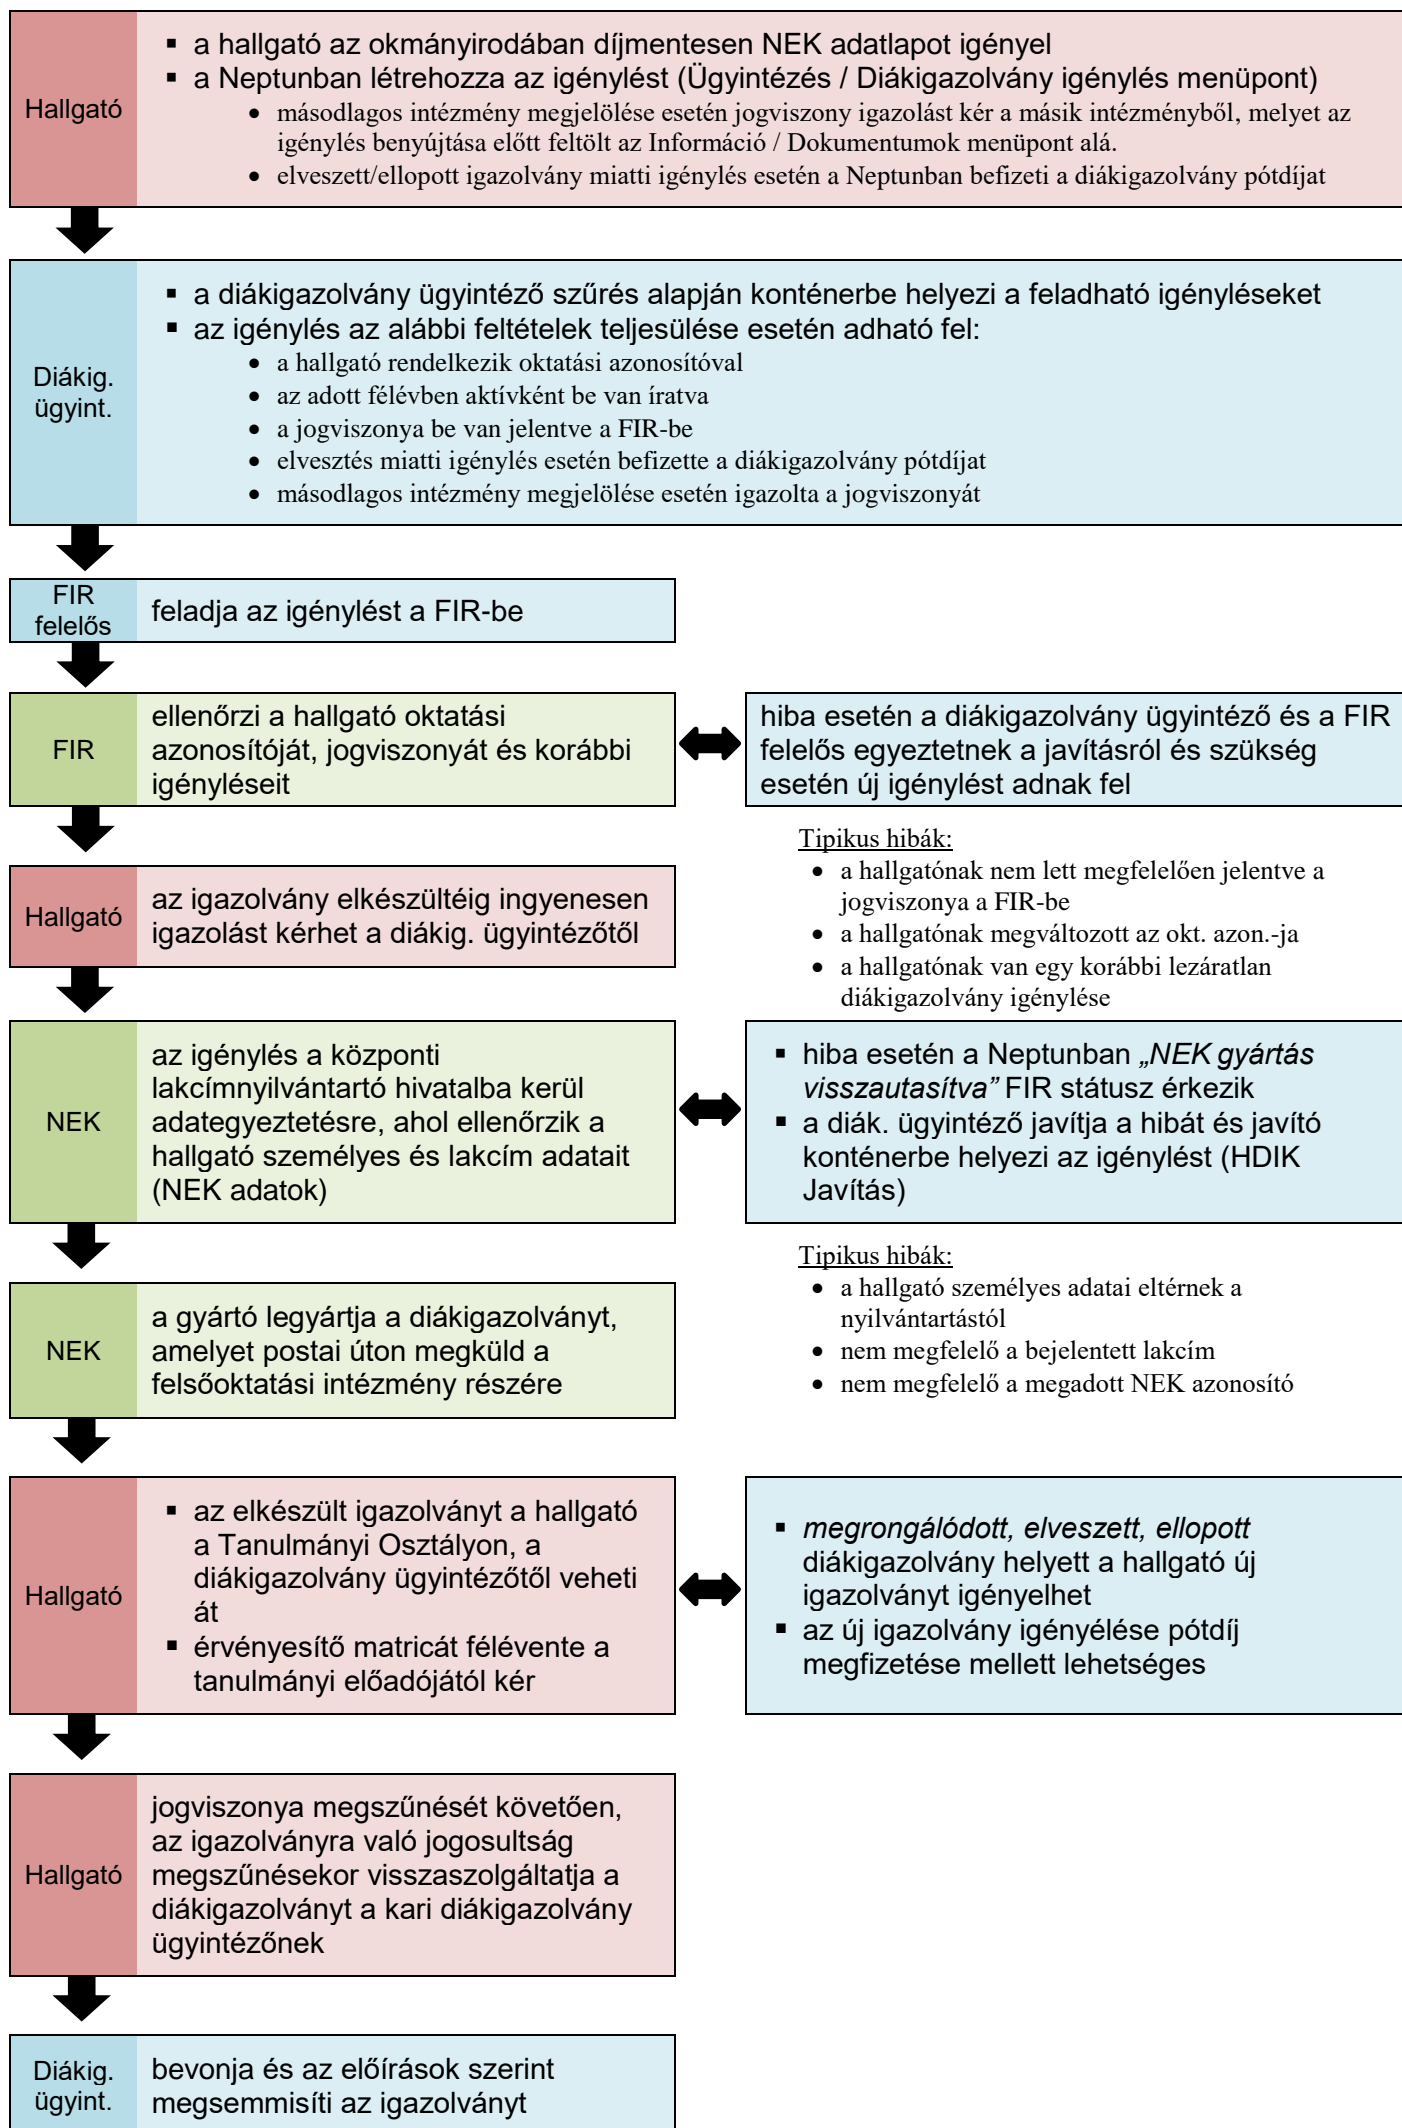 Hallgató
▪ a hallgató az okmányirodában díjmentesen NEK adatlapot igényel
▪ a Neptunban létrehozza az igénylést (Ügyintézés / Diákigazolvány igénylés menüpont)
• másodlagos intézmény megjelölése esetén jogviszony igazolást kér a másik intézményből, melyet az
igénylés benyújtása előtt feltölt az Információ / Dokumentumok menüpont alá.
• elveszett/ellopott igazolvány miatti igénylés esetén a Neptunban befizeti a diákigazolvány pótdíjat
Diákig.
ügyint.
▪ a diákigazolvány ügyintéző szűrés alapján konténerbe helyezi a feladható igényléseket
▪ az igénylés az alábbi feltételek teljesülése esetén adható fel:
• a hallgató rendelkezik oktatási azonosítóval
• az adott félévben aktívként be van íratva
• a jogviszonya be van jelentve a FIR-be
• elvesztés miatti igénylés esetén befizette a diákigazolvány pótdíjat
• másodlagos intézmény megjelölése esetén igazolta a jogviszonyát
FIR
felelős
feladja az igénylést a FIR-be
FIR
ellenőrzi a hallgató oktatási
azonosítóját, jogviszonyát és korábbi
igényléseit
hiba esetén a diákigazolvány ügyintéző és a FIR
felelős egyeztetnek a javításról és szükség
esetén új igénylést adnak fel
Tipikus hibák:
• a hallgatónak nem lett megfelelően jelentve a
jogviszonya a FIR-be
• a hallgatónak megváltozott az okt. azon.-ja
• a hallgatónak van egy korábbi lezáratlan
diákigazolvány igénylése
Hallgató
az igazolvány elkészültéig ingyenesen
igazolást kérhet a diákig. ügyintézőtől
NEK
az igénylés a központi
lakcímnyilvántartó hivatalba kerül
adategyeztetésre, ahol ellenőrzik a
hallgató személyes és lakcím adatait
(NEK adatok)
▪ hiba esetén a Neptunban „NEK gyártás
visszautasítva” FIR státusz érkezik
▪ a diák. ügyintéző javítja a hibát és javító
konténerbe helyezi az igénylést (HDIK
Javítás)
Tipikus hibák:
• a hallgató személyes adatai eltérnek a
nyilvántartástól
• nem megfelelő a bejelentett lakcím
• nem megfelelő a megadott NEK azonosító
NEK
a gyártó legyártja a diákigazolványt,
amelyet postai úton megküld a
felsőoktatási intézmény részére
Hallgató
▪ az elkészült igazolványt a hallgató
a Tanulmányi Osztályon, a
diákigazolvány ügyintézőtől veheti
át
▪ érvényesítő matricát félévente a
tanulmányi előadójától kér
▪ megrongálódott, elveszett, ellopott
diákigazolvány helyett a hallgató új
igazolványt igényelhet
▪ az új igazolvány igényélése pótdíj
megfizetése mellett lehetséges
Hallgató
jogviszonya megszűnését követően,
az igazolványra való jogosultság
megszűnésekor visszaszolgáltatja a
diákigazolványt a kari diákigazolvány
ügyintézőnek
Diákig.
ügyint.
bevonja és az előírások szerint
megsemmisíti az igazolványt